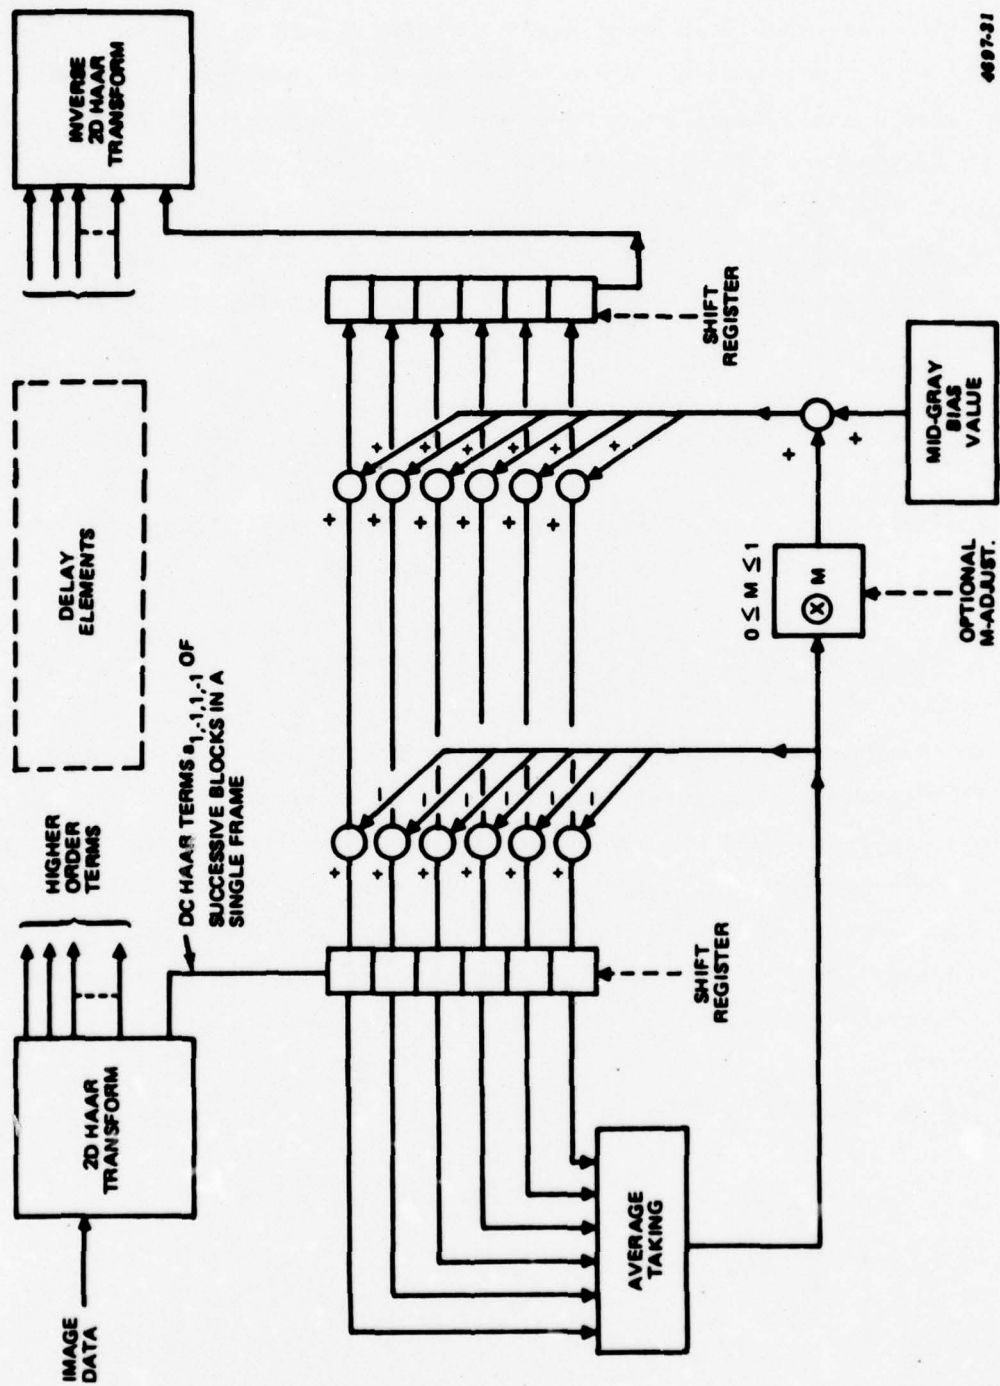 IMAGE
DATA
2D HAAR
TRANSFORM
HIGHER
ORDER
TERMS
DELAY
ELEMENTS
INVERSE
2D HAAR
TRANSFORM
DC HAAR TERMS a1,-1,1,-1 OF
SUCCESSIVE BLOCKS IN A
SINGLE FRAME
+ + + + + +
- - - - - -
+ + + + + +
+ + + + + +
SHIFT
REGISTER
SHIFT
REGISTER
AVERAGE
TAKING
0 ≤ M ≤ 1
X M
OPTIONAL
M-ADJUST.
+
+
MID-GRAY
BIAS
VALUE
4697-31